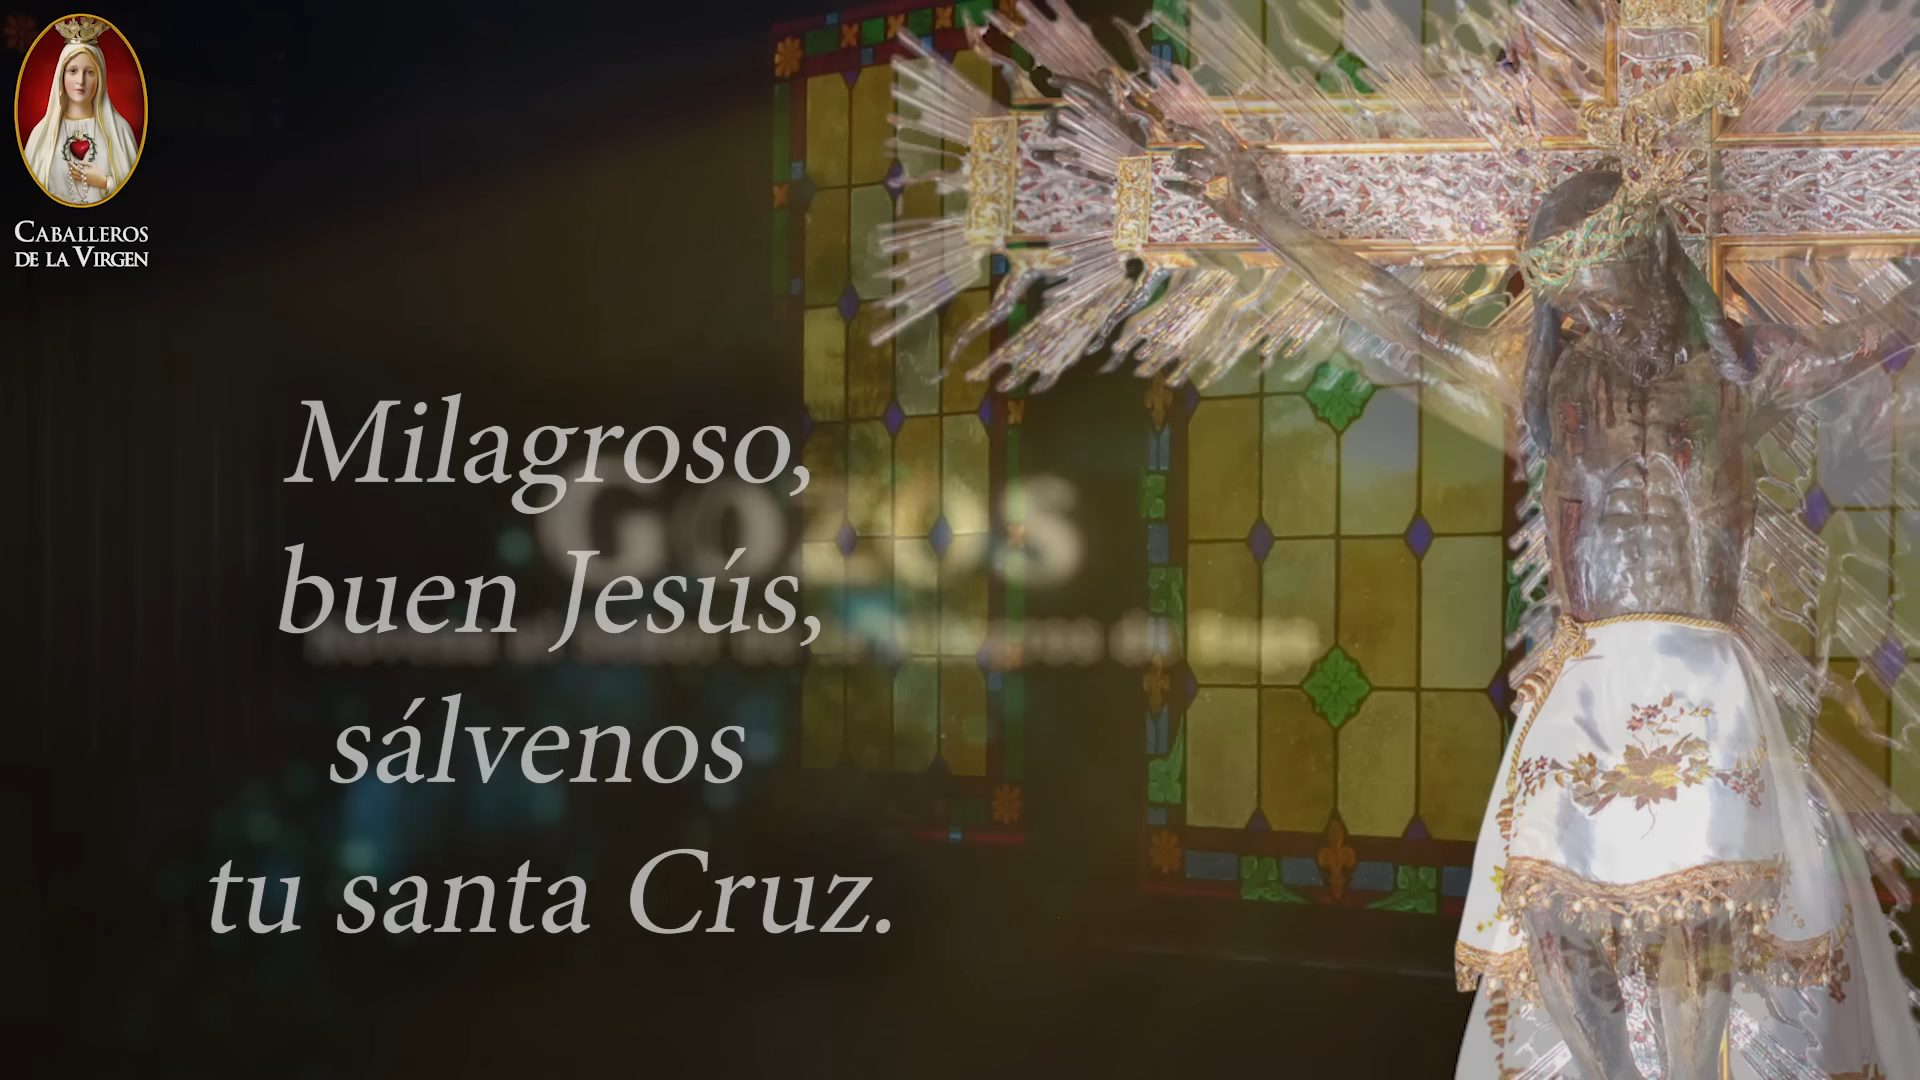 CABALLEROS
DE LA VIRGEN
Milagroso,
GOZOS
buen Jesús,
sálvenos
tu santa Cruz.